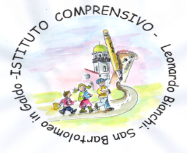 ISTITUTO COMPRENSIVO - Leonardo Bianchi - San Bartolomeo in Galdo -